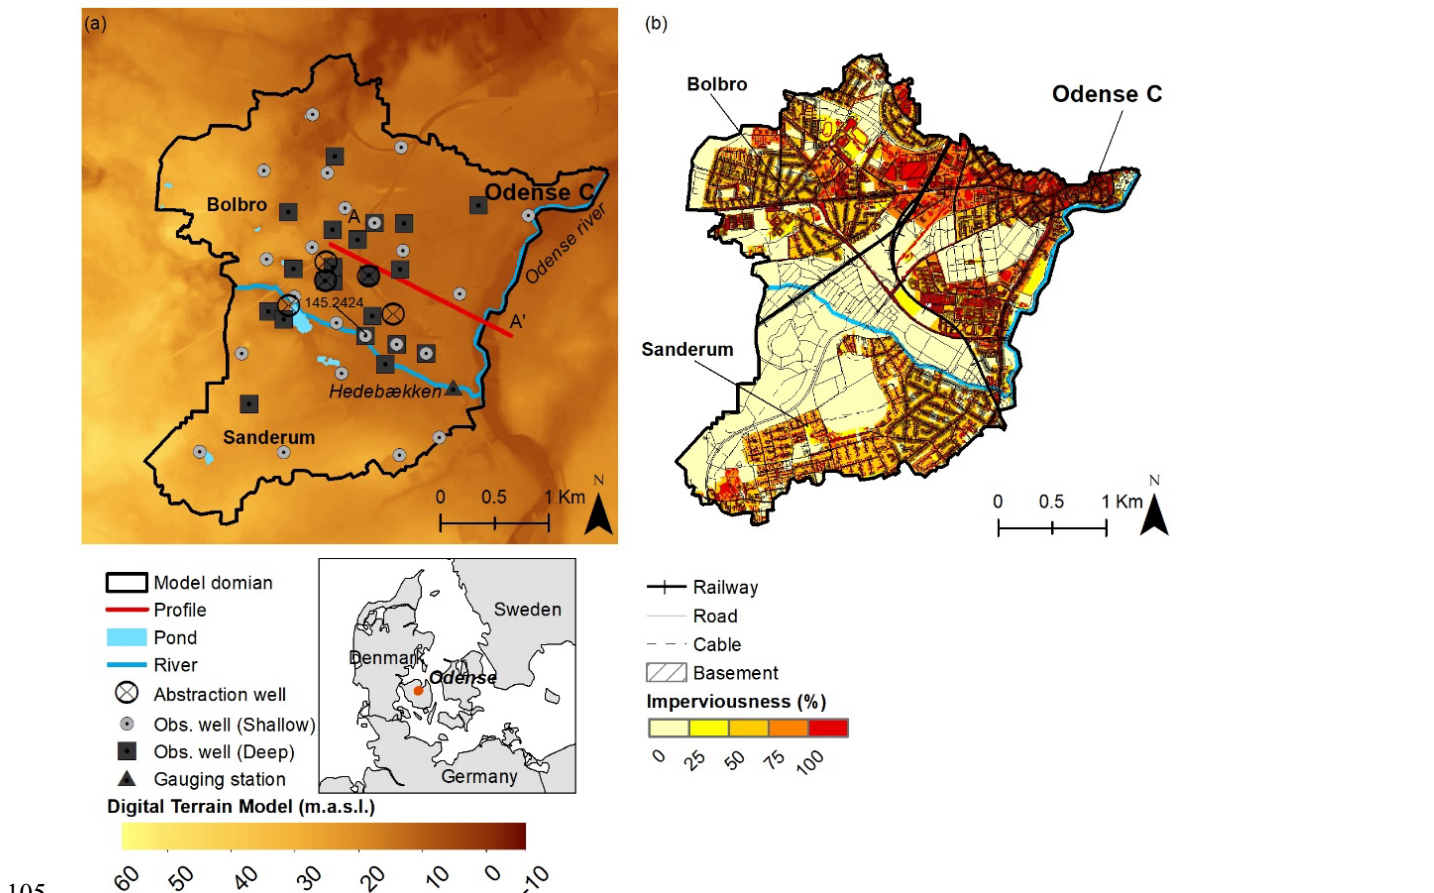 (a)
Bolbro
A
Odense C
Odense river
145.2424
A'
Hedebækken
Sanderum
0 0.5 1 Km
N
(b)
Bolbro
Odense C
Sanderum
0 0.5 1 Km
N
Model domian
Profile
Pond
River
Abstraction well
Obs. well (Shallow)
Obs. well (Deep)
Gauging station
Digital Terrain Model (m.a.s.l.)
60 50 40 30 20 10 0 -10
Sweden
Denmark
Odense
Germany
Railway
Road
Cable
Basement
Imperviousness (%)
0 25 50 75 100
105